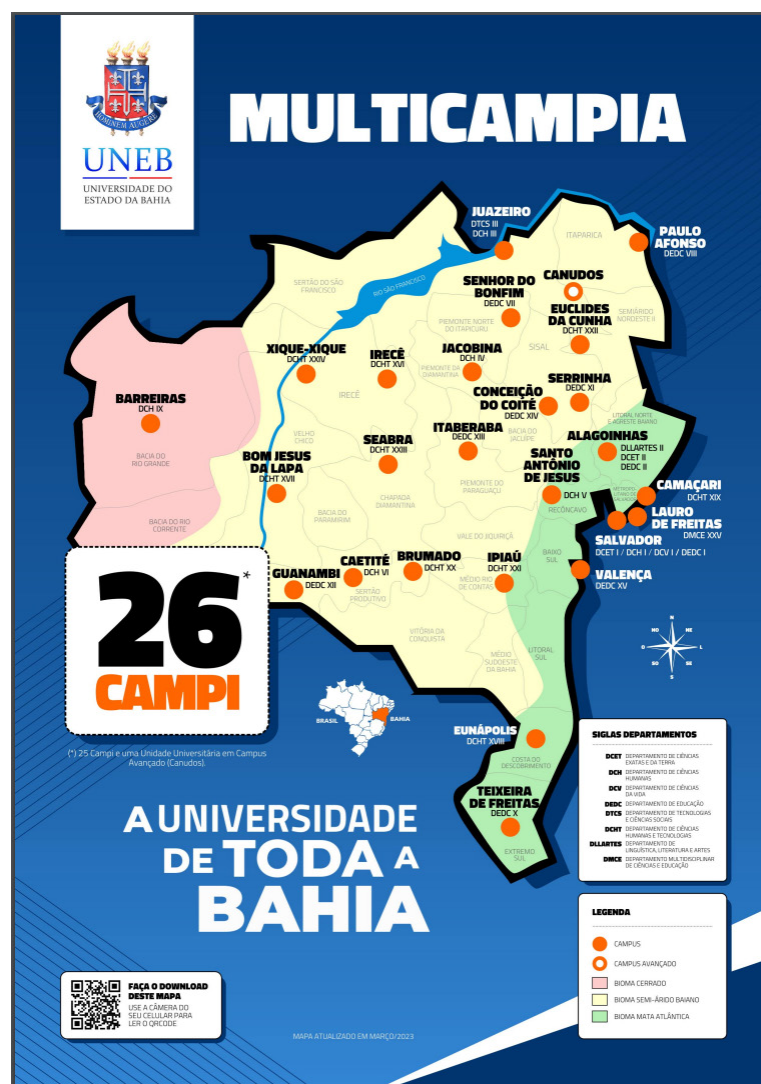 HOMINEM AUGERE
UNEB
UNIVERSIDADE DO
ESTADO DA BAHIA
MULTICAMPIA
JUAZEIRO
DTCS III
DCH III
ITAPARICA
PAULO
AFONSO
DEDC VIII
SERTÃO DO SÃO
FRANCISCO
RIO SÃO FRANCISCO
SENHOR DO
BONFIM
DEDC VII
CANUDOS
EUCLIDES
DA CUNHA
DCHT XXII
SEMIÁRIDO
NORDESTE II
PIEMONTE NORTE
DO ITAPICURU
SISAL
XIQUE-XIQUE
DCHT XXIV
IRECÊ
DCHT XVI
JACOBINA
DCH IV
PIEMONTE DA
DIAMANTINA
IRECÊ
CONCEIÇÃO
DO COITÉ
DEDC XIV
SERRINHA
DEDC XI
BARREIRAS
DCH IX
LITORAL NORTE
E AGRESTE BAIANO
BACIA DO
RIO GRANDE
VELHO
CHICO
BOM JESUS
DA LAPA
DCHT XVII
SEABRA
DCHT XXIII
ITABERABA
DEDC XIII
BACIA DO
JACUÍPE
ALAGOINHAS
DLLARTES II
DCET II
DEDC II
SANTO
ANTÔNIO
DE JESUS
DCH V
PIEMONTE DO
PARAGUAÇU
CHAPADA
DIAMANTINA
RECÔNCAVO
METROPO-
LITANO DE
SALVADOR
CAMAÇARI
DCHT XIX
LAURO
DE FREITAS
DMCE XXV
SALVADOR
DCET I / DCH I / DCV I / DEDC I
BACIA DO RIO
CORRENTE
BACIA DO
PARAMIRIM
VALE DO JIQUIRIÇÁ
BAIXO
SUL
VALENÇA
DEDC XV
GUANAMBI
DEDC XII
CAETITÉ
DCH VI
BRUMADO
DCHT XX
IPIAÚ
DCHT XXI
SERTÃO
PRODUTIVO
MÉDIO RIO
DE CONTAS
VITÓRIA DA
CONQUISTA
MÉDIO
SUDOESTE
DA BAHIA
LITORAL
SUL
26*
CAMPI
(*) 25 Campi e uma Unidade Universitária em Campus
Avançado (Canudos).
BRASIL
BAHIA
N
NO
NE
O
L
SO
SE
S
EUNÁPOLIS
DCHT XVIII
COSTA DO
DESCOBRIMENTO
TEIXEIRA
DE FREITAS
DEDC X
EXTREMO
SUL
A UNIVERSIDADE
DE TODA A
BAHIA
SIGLAS DEPARTAMENTOS
DCET DEPARTAMENTO DE CIÊNCIAS
EXATAS E DA TERRA
DCH DEPARTAMENTO DE CIÊNCIAS
HUMANAS
DCV DEPARTAMENTO DE CIÊNCIAS
DA VIDA
DEDC DEPARTAMENTO DE EDUCAÇÃO
DTCS DEPARTAMENTO DE TECNOLOGIAS
E CIÊNCIAS SOCIAIS
DCHT DEPARTAMENTO DE CIÊNCIAS
HUMANAS E TECNOLOGIAS
DLLARTES DEPARTAMENTO DE
LINGUÍSTICA, LITERATURA E ARTES
DMCE DEPARTAMENTO MULTIDISCIPLINAR
DE CIÊNCIAS E EDUCAÇÃO
LEGENDA
CAMPUS
CAMPUS AVANÇADO
BIOMA CERRADO
BIOMA SEMI-ÁRIDO BAIANO
BIOMA MATA ATLÂNTICA
FAÇA O DOWNLOAD
DESTE MAPA
USE A CÂMERA DO
SEU CELULAR PARA
LER O QRCODE
MAPA ATUALIZADO EM MARÇO/2023